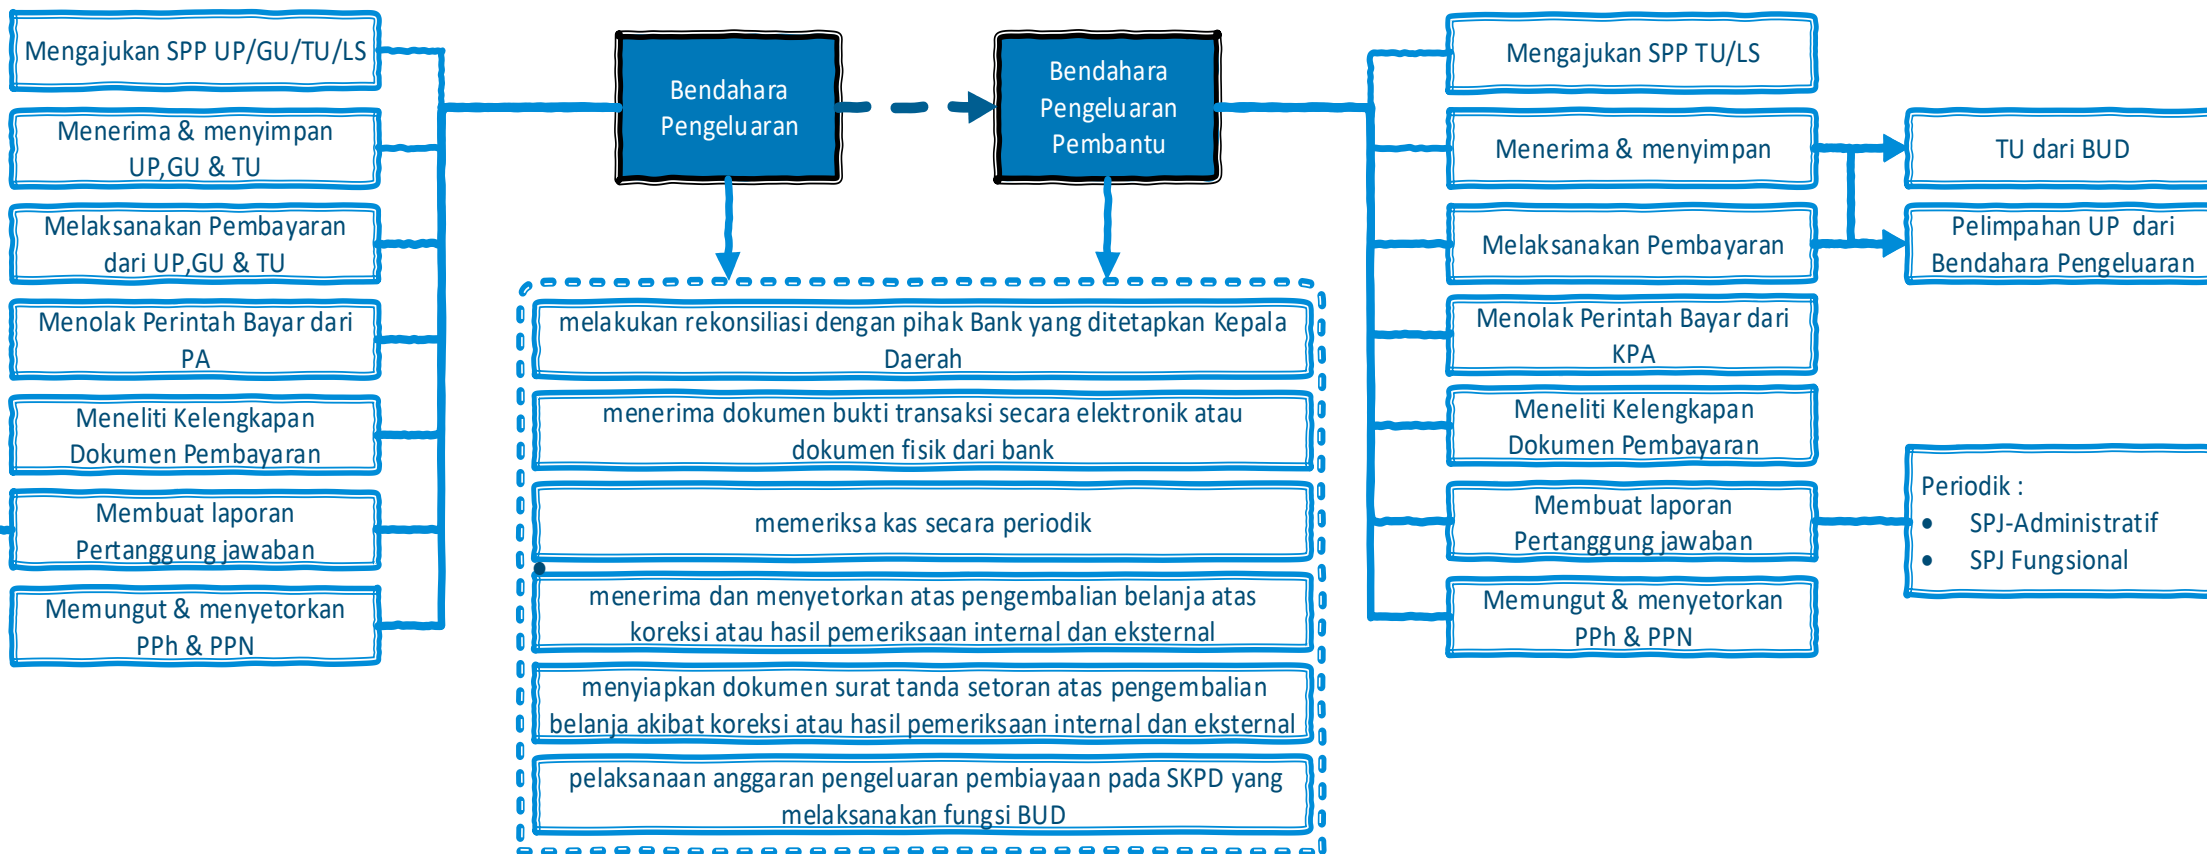 Mengajukan SPP UP/GU/TU/LS
Menerima & menyimpan
UP,GU & TU
Melaksanakan Pembayaran
dari UP,GU & TU
Menolak Perintah Bayar dari
PA
Meneliti Kelengkapan
Dokumen Pembayaran
Membuat laporan
Pertanggung jawaban
Memungut & menyetorkan
PPh & PPN
Bendahara
Pengeluaran
Bendahara
Pengeluaran
Pembantu
melakukan rekonsiliasi dengan pihak Bank yang ditetapkan Kepala
Daerah
menerima dokumen bukti transaksi secara elektronik atau
dokumen fisik dari bank
memeriksa kas secara periodik
•
menerima dan menyetorkan atas pengembalian belanja atas
koreksi atau hasil pemeriksaan internal dan eksternal
menyiapkan dokumen surat tanda setoran atas pengembalian
belanja akibat koreksi atau hasil pemeriksaan internal dan eksternal
pelaksanaan anggaran pengeluaran pembiayaan pada SKPD yang
melaksanakan fungsi BUD
Mengajukan SPP TU/LS
Menerima & menyimpan
Melaksanakan Pembayaran
Menolak Perintah Bayar dari
KPA
Meneliti Kelengkapan
Dokumen Pembayaran
Membuat laporan
Pertanggung jawaban
Memungut & menyetorkan
PPh & PPN
TU dari BUD
Pelimpahan UP dari
Bendahara Pengeluaran
Periodik :
• SPJ-Administratif
• SPJ Fungsional